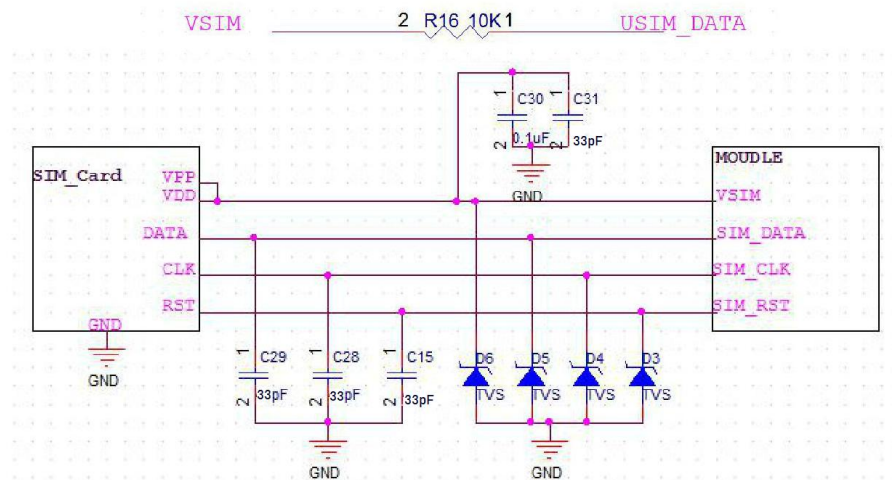 VSIM 2 R16 10K 1 USIM_DATA
1 C30 1 C31
2 0.1uF 2 33pF
GND
SIM_Card MOUDLE
VPP
VDD VSIM
DATA SIM_DATA
CLK SIM_CLK
RST SIM_RST
GND
GND
1 C29 1 C28 1 C15 D6 D5 D4 D3
2 33pF 2 33pF 2 33pF TVS TVS TVS TVS
GND GND